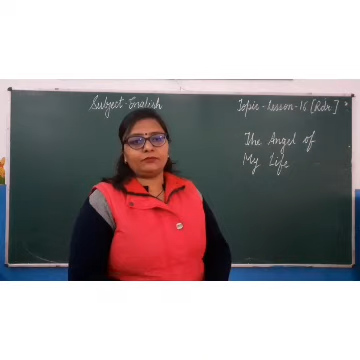 Subject-English
Topic-Lesson-16 [Rdr]
The Angel of
My Life